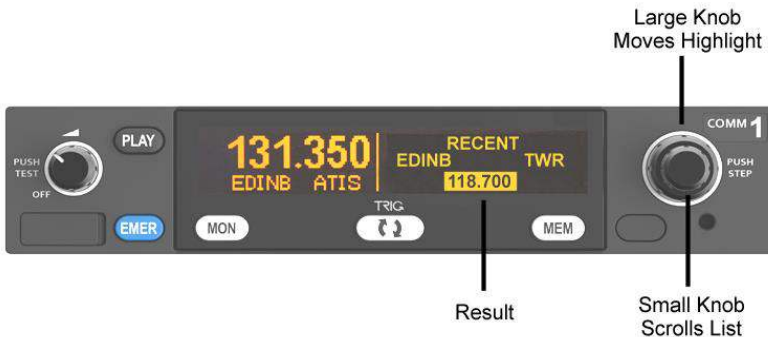 Large Knob
Moves Highlight
PUSH
TEST
OFF
PLAY
EMER
131.350
EDINB ATIS
RECENT
EDINB TWR
118.700
TRIG
MON
MEM
COMM 1
PUSH
STEP
Result
Small Knob
Scrolls List